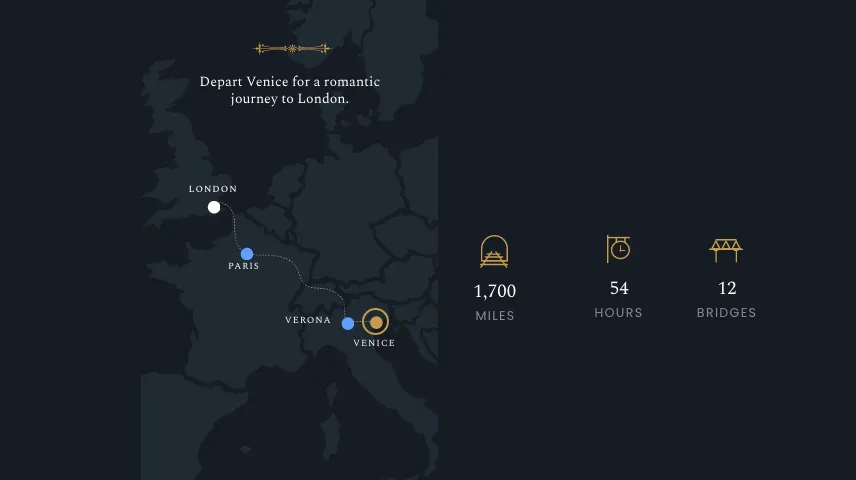 Depart Venice for a romantic
journey to London.
LONDON
PARIS
VERONA
VENICE
1,700
MILES
54
HOURS
12
BRIDGES